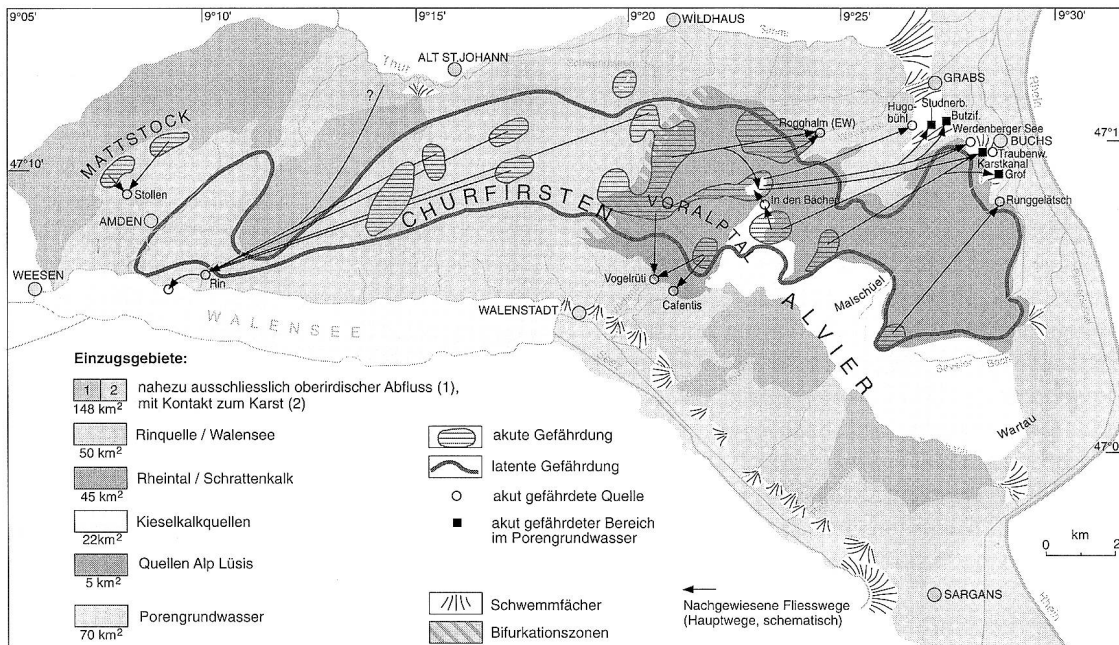 9°05'
9°10'
9°15'
9°20
9°25'
9°30'
WILDHAUS
ALT ST.JOHANN
Thur
Simmi
Rhein
GRABS
?
MATTSTOCK
Hugo-
bühl
Studnerb.
Butzif.
Rogghalm (EW)
Werdenberger See
BUCHS
47°1
47°10'
Traubenw.
Karstkanal
Grof
Stollen
CHURFIRSTEN
VORALPTAL
In den Bächen
Runggelätsch
AMDEN
WEESEN
Rin
Vogelrüti
Cafentis
Malschüel
WALENSTADT
WALENSEE
ALVIER
Wartau
47°0
Einzugsgebiete:
1 2
nahezu ausschliesslich oberirdischer Abfluss (1),
mit Kontakt zum Karst (2)
148 km²
Rinquelle / Walensee
50 km²
Rheintal / Schrattenkalk
45 km²
Kieselkalkquellen
22km²
Quellen Alp Lüsis
5 km²
Porengrundwasser
70 km²
akute Gefährdung
latente Gefährdung
akut gefährdete Quelle
akut gefährdeter Bereich
im Porengrundwasser
Schwemmfächer
Bifurkationszonen
Nachgewiesene Fliesswege
(Hauptwege, schematisch)
km
0 2
SARGANS
Rhein